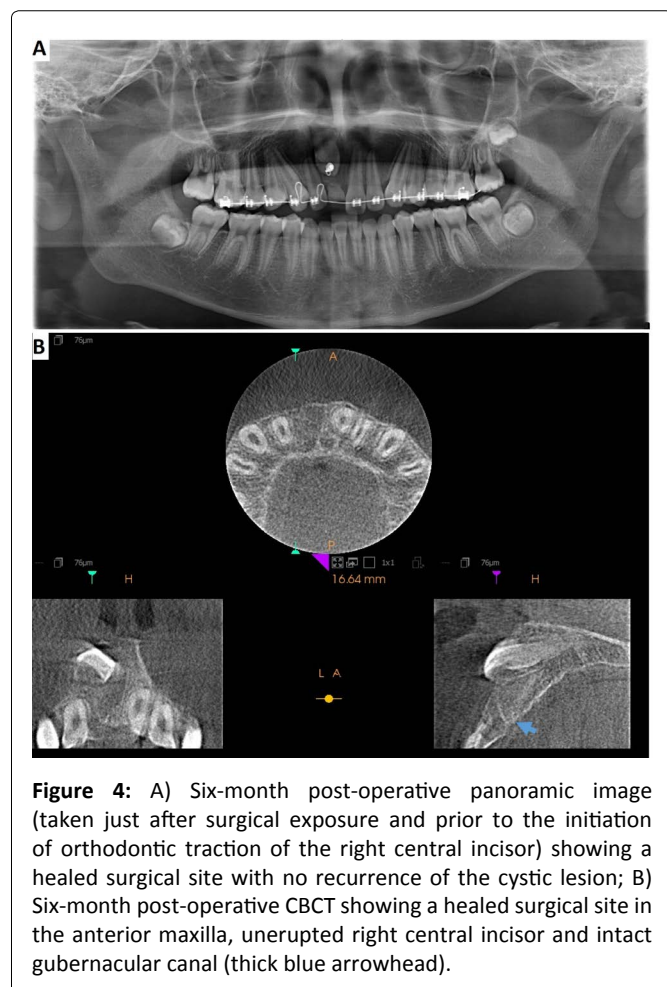 A
B
76µm
A
P
1x1
76µm
H
16.64 mm
76µm
H
L A
Figure 4: A) Six-month post-operative panoramic image
(taken just after surgical exposure and prior to the initiation
of orthodontic traction of the right central incisor) showing a
healed surgical site with no recurrence of the cystic lesion; B)
Six-month post-operative CBCT showing a healed surgical site in
the anterior maxilla, unerupted right central incisor and intact
gubernacular canal (thick blue arrowhead).